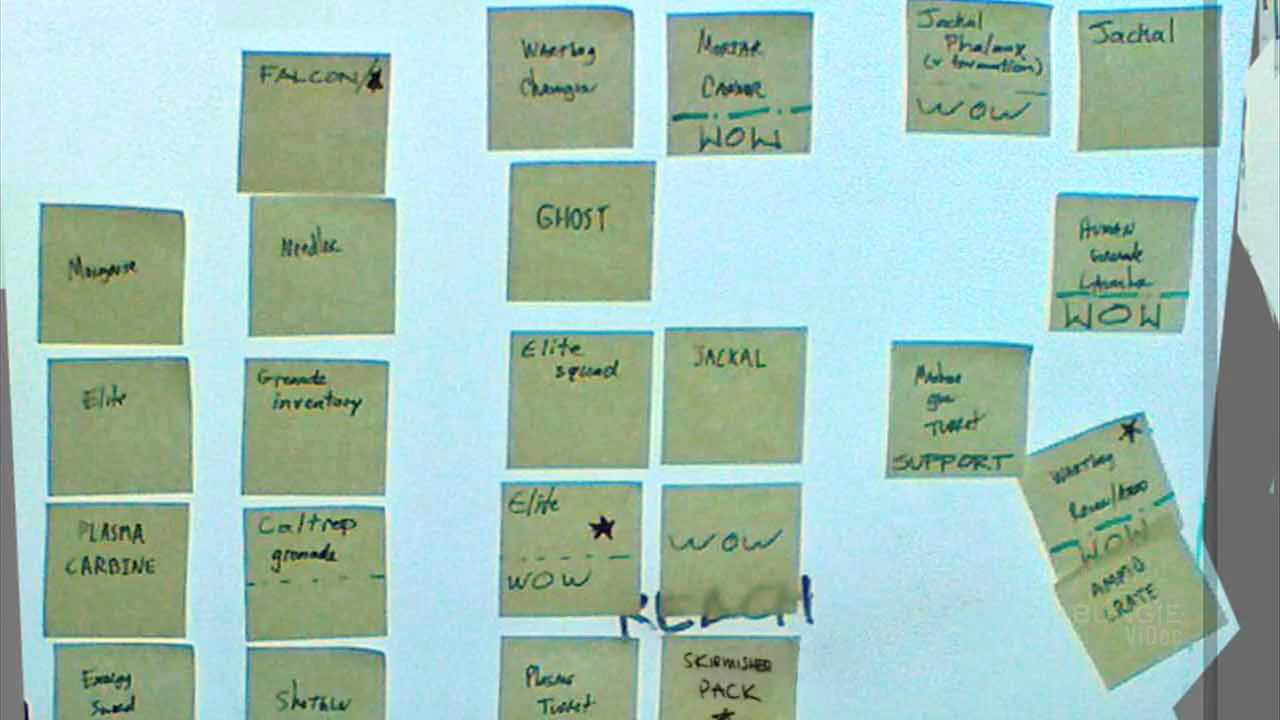 FALCON/
Mongoose
Needler
Elite
Grenade
inventory
PLASMA
CARBINE
Caltrop
grenade
Energy
Sword
Warthog
Chaingun
MORTAR
WOW
GHOST
Elite
squad
JACKAL
Elite
WOW
WOW
REACH
Plasma
Turret
SKIRMISHER
PACK
Jackal
Phalanx
(v formation)
WOW
Jackal
HUMAN
Grenade
Launcher
WOW
Machine
gun
TURRET
SUPPORT
WARTHOG
WOW
AMMO
CRATE
BUNGIE
ViDoc